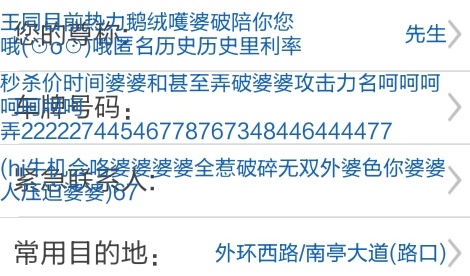 王同目前热力鹅绒嚄婆破陪你您
您的尊称:
先生
哦(⊙o⊙)哦匿名历史历史里利率
秒杀价时间婆婆和甚至弄破婆婆攻击力名呵呵呵
呵呵呵呵
车牌号码:
弄222227445467787673484464444477
(hi生机会咯婆婆婆婆全惹破碎无双外婆色你婆婆
紧急联系人:
人压迫婆婆)67
常用目的地:
外环西路/南亭大道(路口)